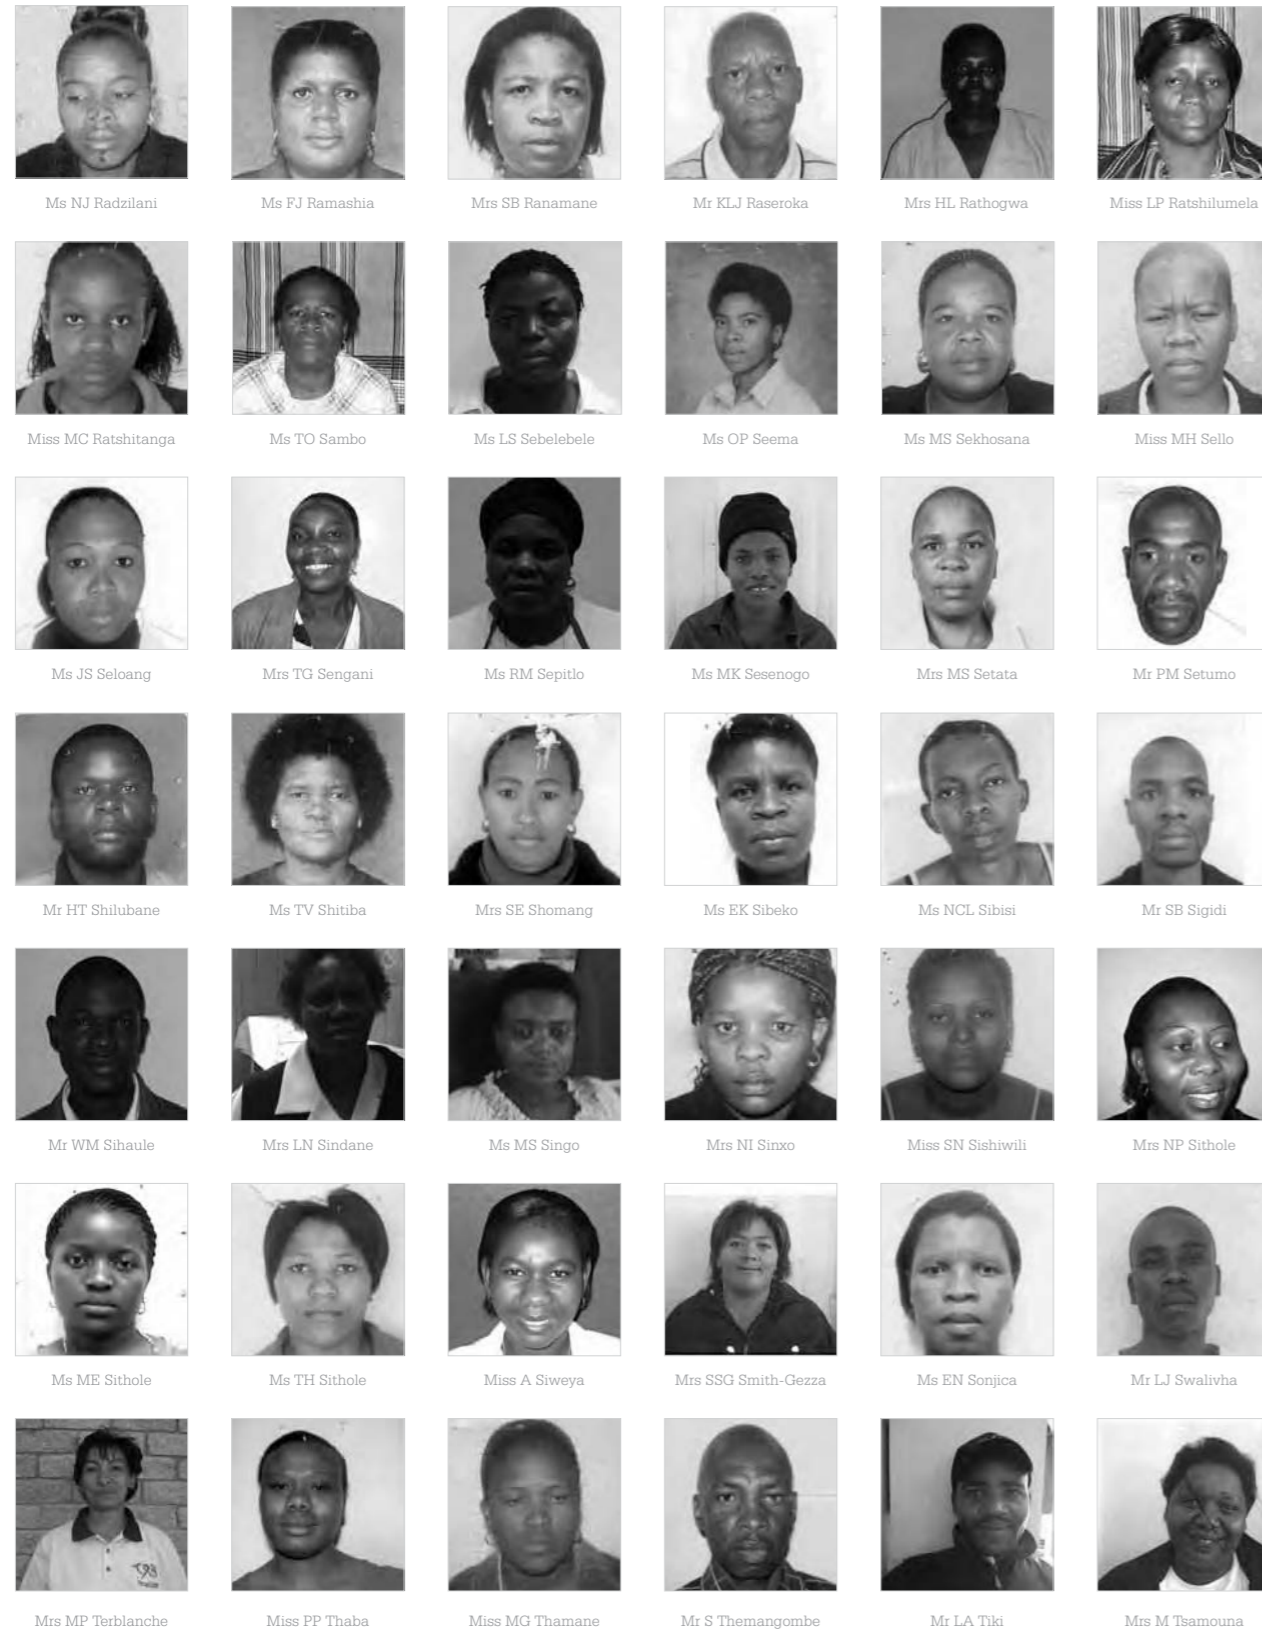 Ms NJ Radzilani
Ms FJ Ramashia
Mrs SB Ranamane
Mr KLJ Raseroka
Mrs HL Rathogwa
Miss LP Ratshilumela
Miss MC Ratshitanga
Ms TO Sambo
Ms LS Sebelebele
Ms OP Seema
Ms MS Sekhosana
Miss MH Sello
Ms JS Seloang
Mrs TG Sengani
Ms RM Sepitlo
Ms MK Sesenogo
Mrs MS Setata
Mr PM Setumo
Mr HT Shilubane
Ms TV Shitiba
Mrs SE Shomang
Ms EK Sibeko
Ms NCL Sibisi
Mr SB Sigidi
Mr WM Sihaule
Mrs LN Sindane
Ms MS Singo
Mrs NI Sinxo
Miss SN Sishiwili
Mrs NP Sithole
Ms ME Sithole
Ms TH Sithole
Miss A Siweya
Mrs SSG Smith-Gezza
Ms EN Sonjica
Mr LJ Swalivha
Mrs MP Terblanche
Miss PP Thaba
Miss MG Thamane
Mr S Themangombe
Mr LA Tiki
Mrs M Tsamouna